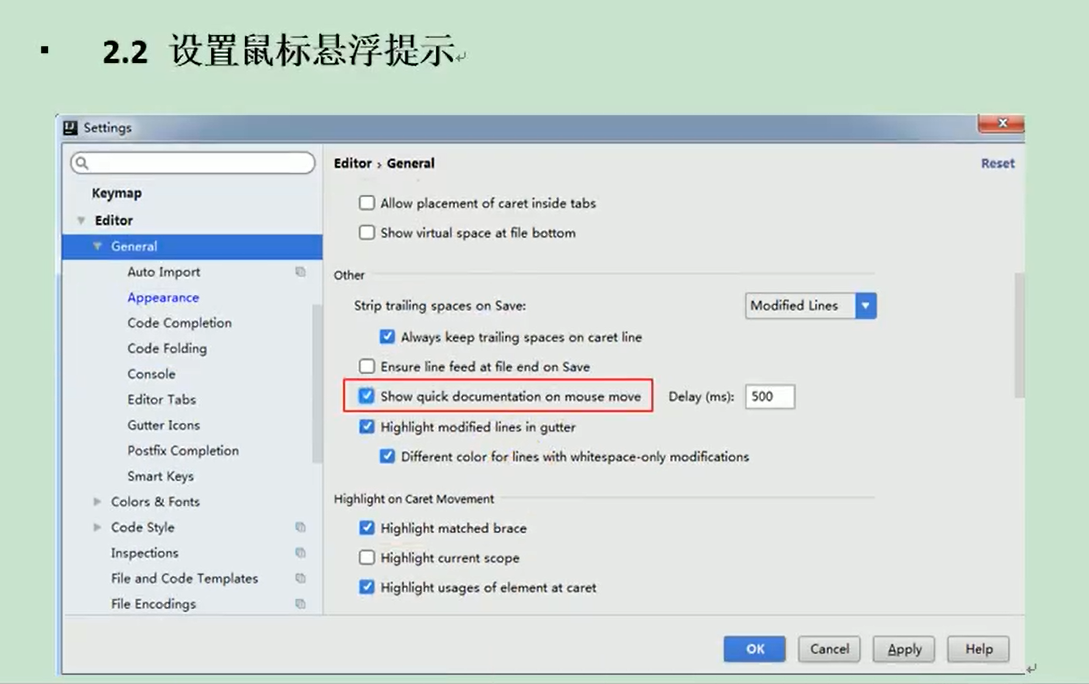 ▪ 2.2 设置鼠标悬浮提示
Settings
Keymap
Editor
General
Auto Import
Appearance
Code Completion
Code Folding
Console
Editor Tabs
Gutter Icons
Postfix Completion
Smart Keys
Colors & Fonts
Code Style
Inspections
File and Code Templates
File Encodings
Editor › General
Reset
Allow placement of caret inside tabs
Show virtual space at file bottom
Other
Strip trailing spaces on Save:
Modified Lines
Always keep trailing spaces on caret line
Ensure line feed at file end on Save
Show quick documentation on mouse move
Delay (ms): 500
Highlight modified lines in gutter
Different color for lines with whitespace-only modifications
Highlight on Caret Movement
Highlight matched brace
Highlight current scope
Highlight usages of element at caret
OK
Cancel
Apply
Help